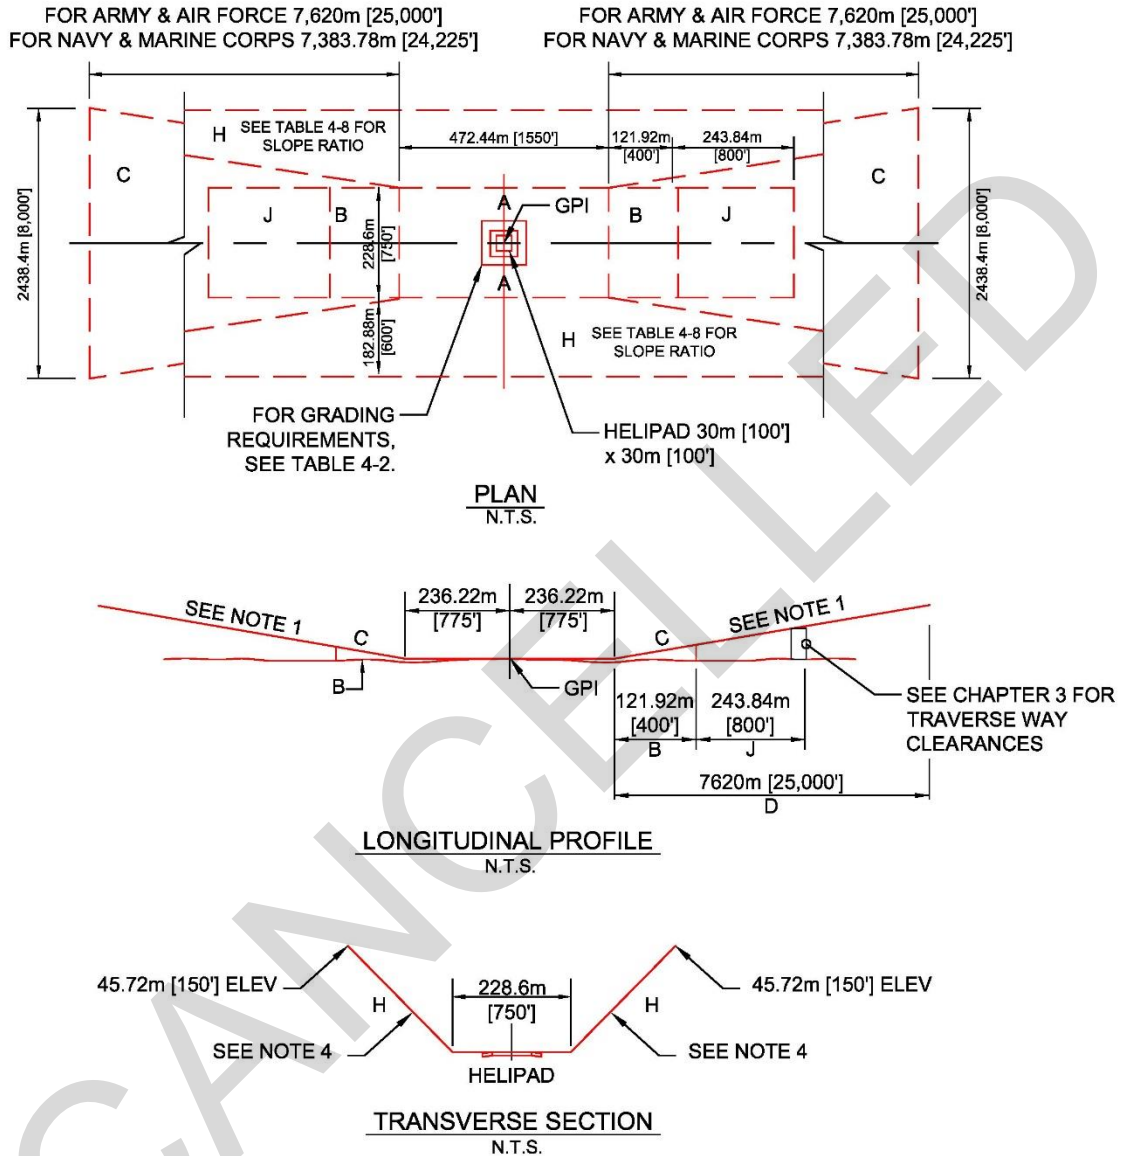 FOR ARMY & AIR FORCE 7,620m [25,000']
FOR NAVY & MARINE CORPS 7,383.78m [24,225']
FOR ARMY & AIR FORCE 7,620m [25,000']
FOR NAVY & MARINE CORPS 7,383.78m [24,225']
2438.4m [8,000']
C
H
SEE TABLE 4-8 FOR
SLOPE RATIO
472.44m [1550']
121.92m
[400']
243.84m
[800']
C
J
B
228.6m
[750']
A
GPI
B
J
A
2438.4m [8,000']
182.88m
[600']
H
SEE TABLE 4-8 FOR
SLOPE RATIO
FOR GRADING
REQUIREMENTS,
SEE TABLE 4-2.
HELIPAD 30m [100']
x 30m [100']
PLAN
N.T.S.
SEE NOTE 1
C
236.22m
[775']
236.22m
[775']
C
SEE NOTE 1
B
GPI
121.92m
[400']
B
243.84m
[800']
J
SEE CHAPTER 3 FOR
TRAVERSE WAY
CLEARANCES
7620m [25,000']
D
LONGITUDINAL PROFILE
N.T.S.
45.72m [150'] ELEV
H
228.6m
[750']
H
45.72m [150'] ELEV
SEE NOTE 4
SEE NOTE 4
HELIPAD
TRANSVERSE SECTION
N.T.S.
CANCELLED